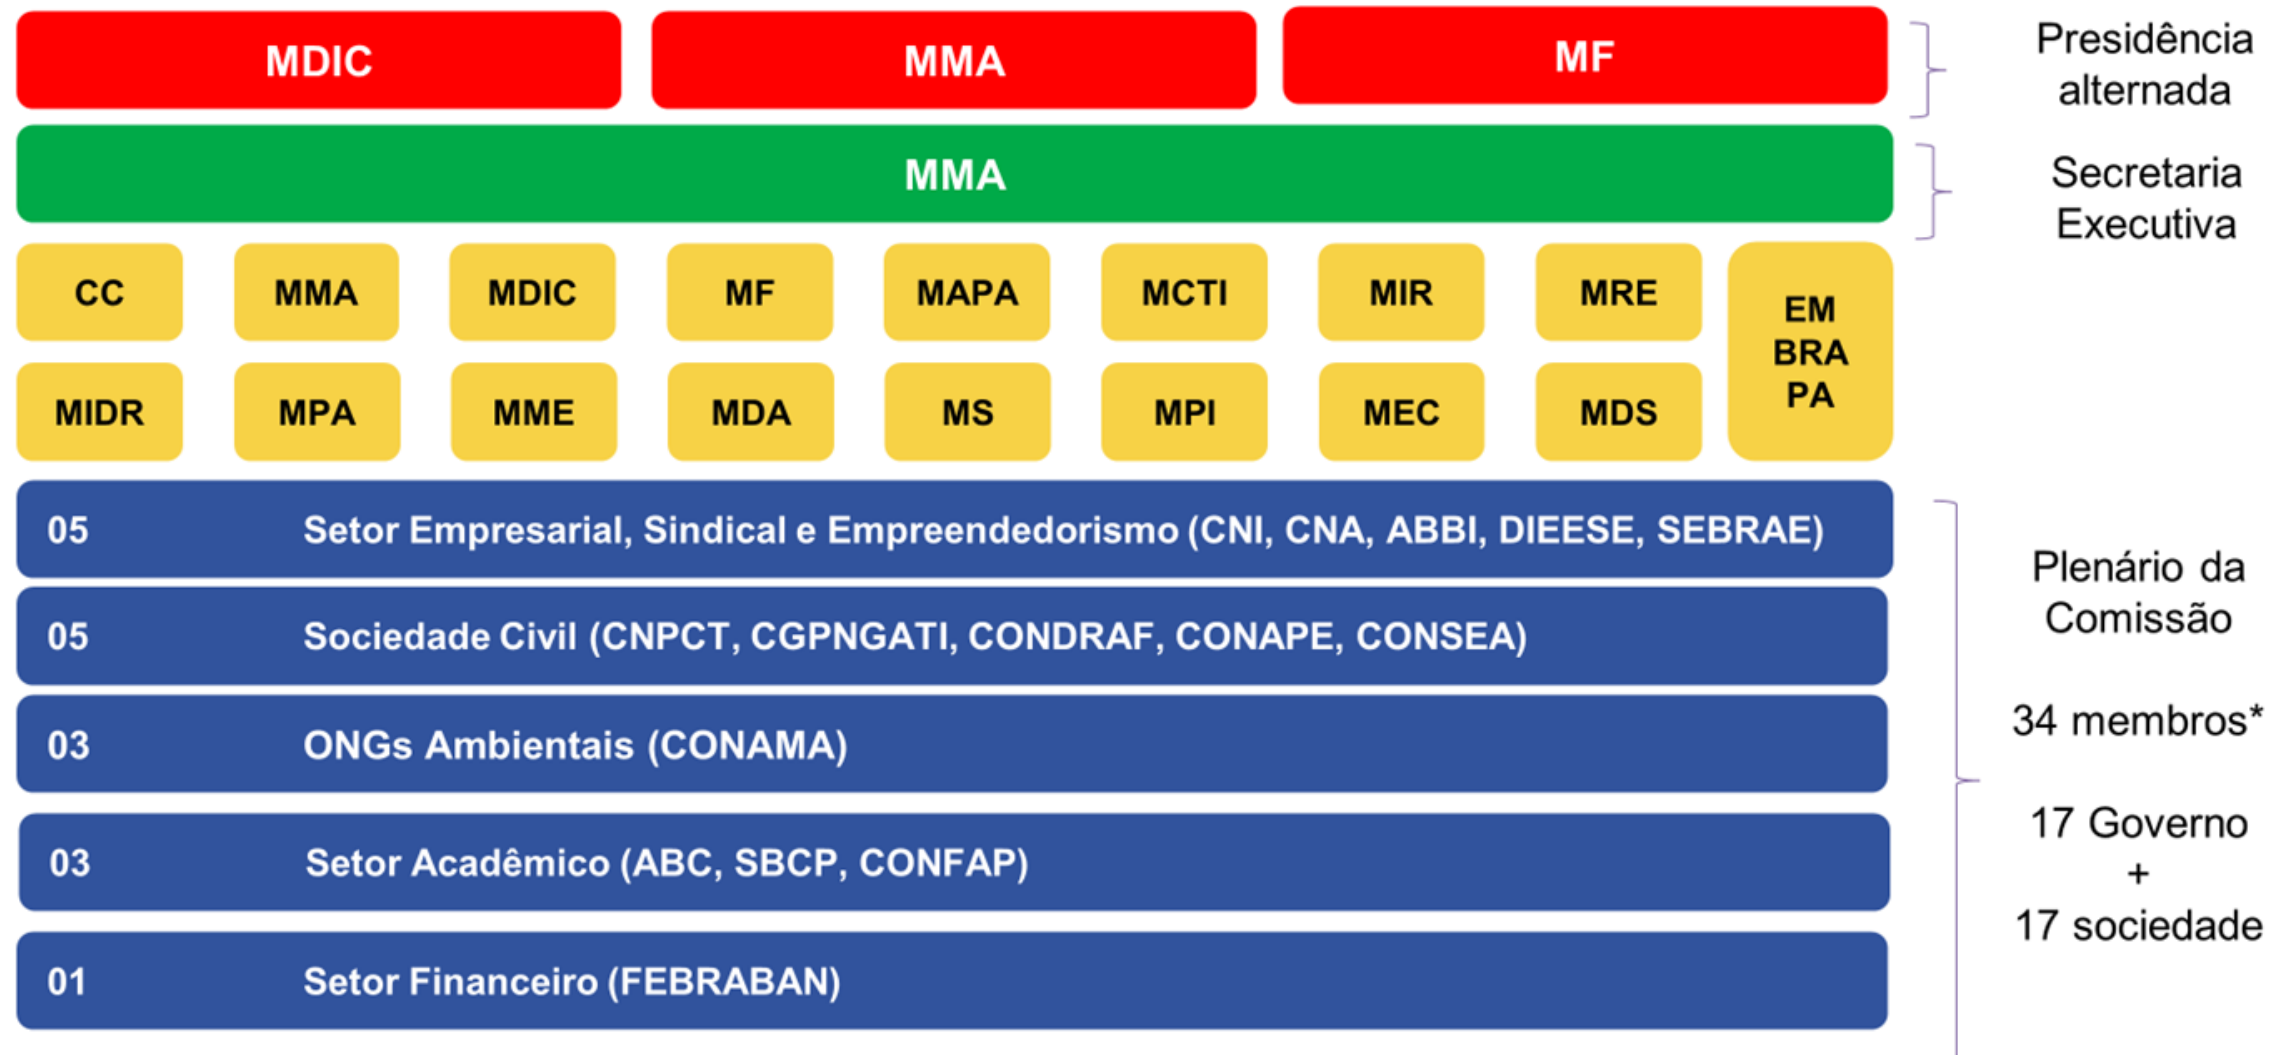 MDIC
MMA
MF
Presidência
alternada
MMA
Secretaria
Executiva
CC
MMA
MDIC
MF
MAPA
MCTI
MIR
MRE
EM
BRA
PA
MIDR
MPA
MME
MDA
MS
MPI
MEC
MDS
05 Setor Empresarial, Sindical e Empreendedorismo (CNI, CNA, ABBI, DIEESE, SEBRAE)
05 Sociedade Civil (CNPCT, CGPNGATI, CONDRAF, CONAPE, CONSEA)
03 ONGs Ambientais (CONAMA)
03 Setor Acadêmico (ABC, SBCP, CONFAP)
01 Setor Financeiro (FEBRABAN)
Plenário da
Comissão
34 membros*
17 Governo
+
17 sociedade